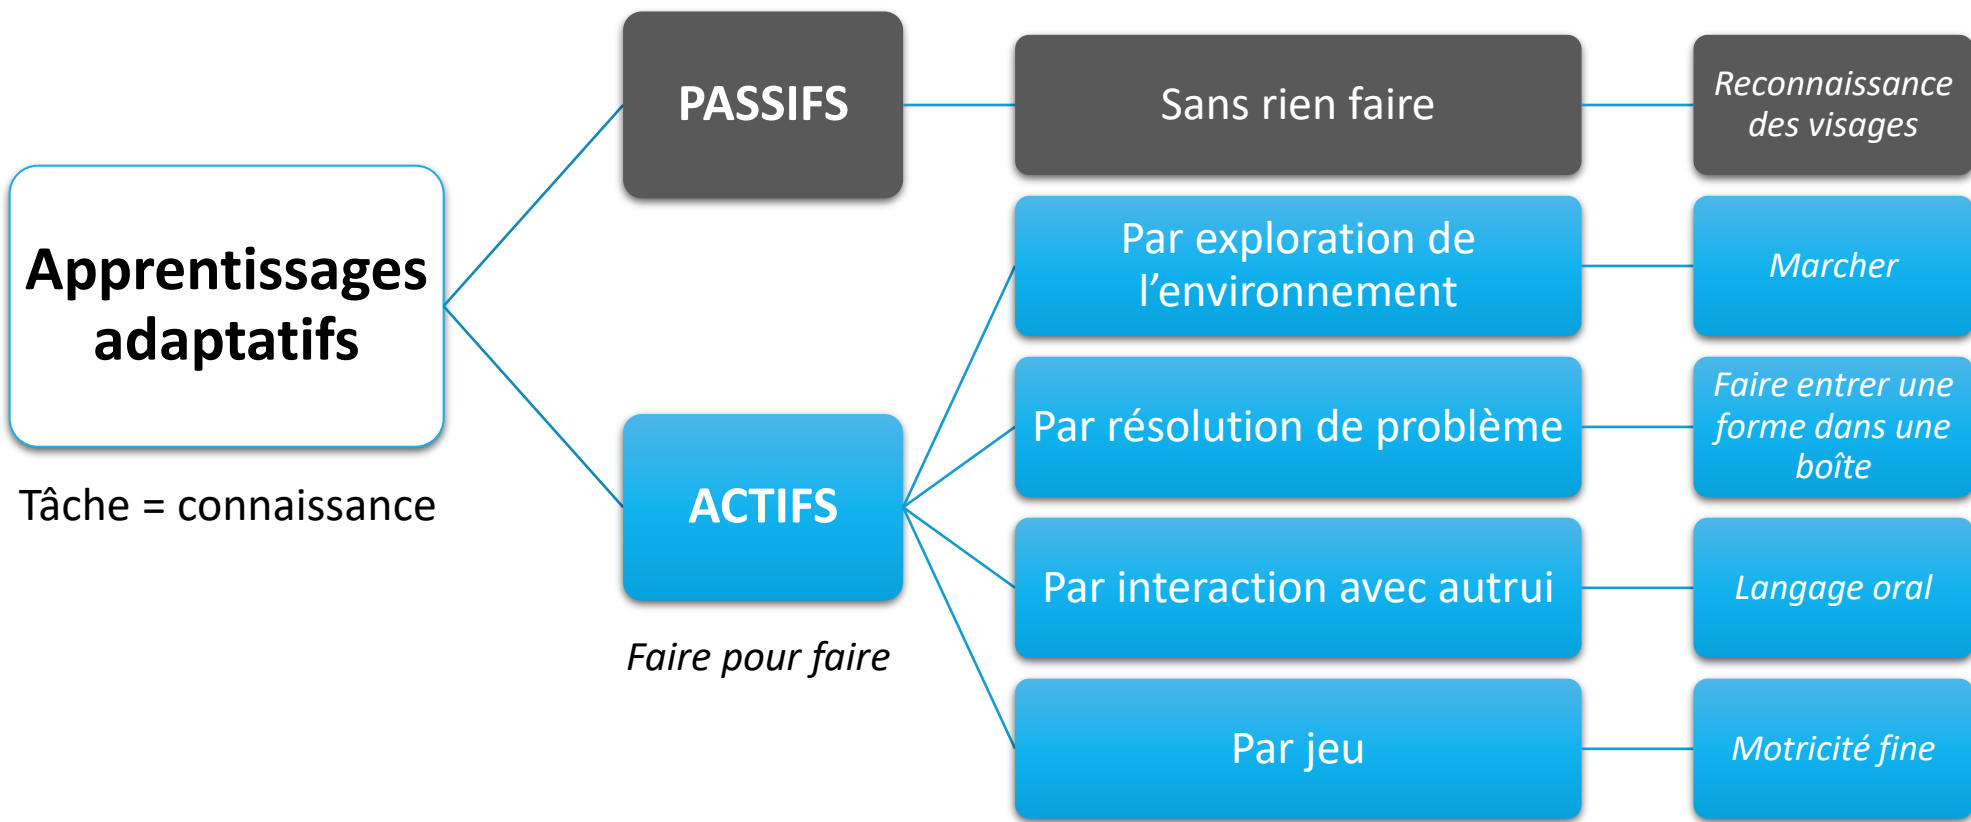 Apprentissages
adaptatifs
Tâche = connaissance
PASSIFS
Sans rien faire
Reconnaissance
des visages
ACTIFS
Faire pour faire
Par exploration de
l’environnement
Marcher
Par résolution de problème
Faire entrer une
forme dans une
boîte
Par interaction avec autrui
Langage oral
Par jeu
Motricité fine